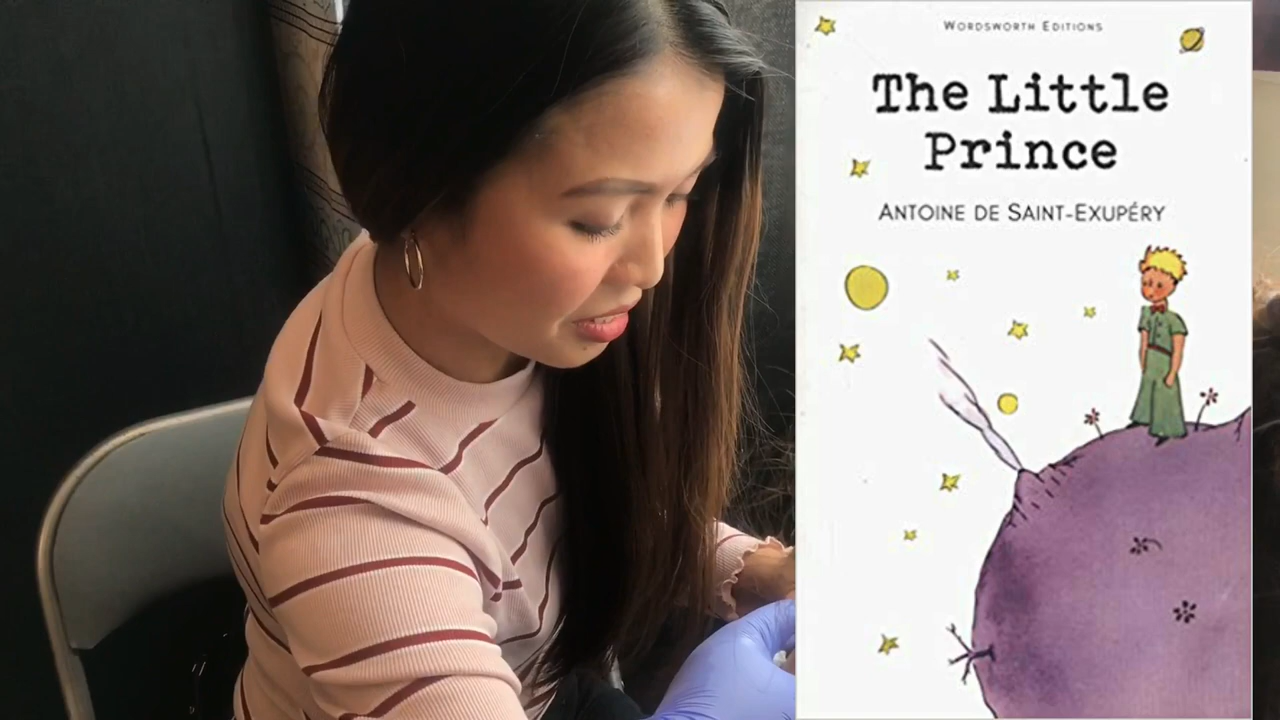 WORDSWORTH EDITIONS
The Little
Prince
ANTOINE DE SAINT-EXUPÉRY